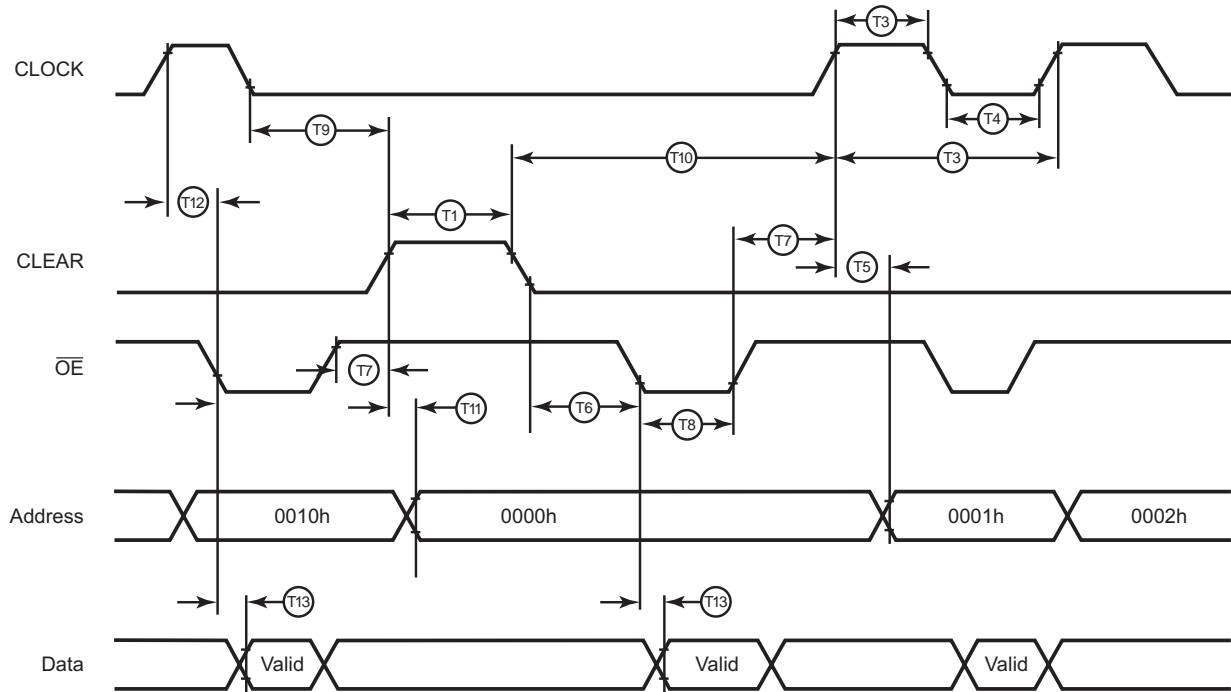 T3
CLOCK
T4
T9
T10
T3
T12
T1
T7
CLEAR
T5
OE
T7
T11
T6
T8
Address
0010h
0000h
0001h
0002h
T13
T13
Data
Valid
Valid
Valid